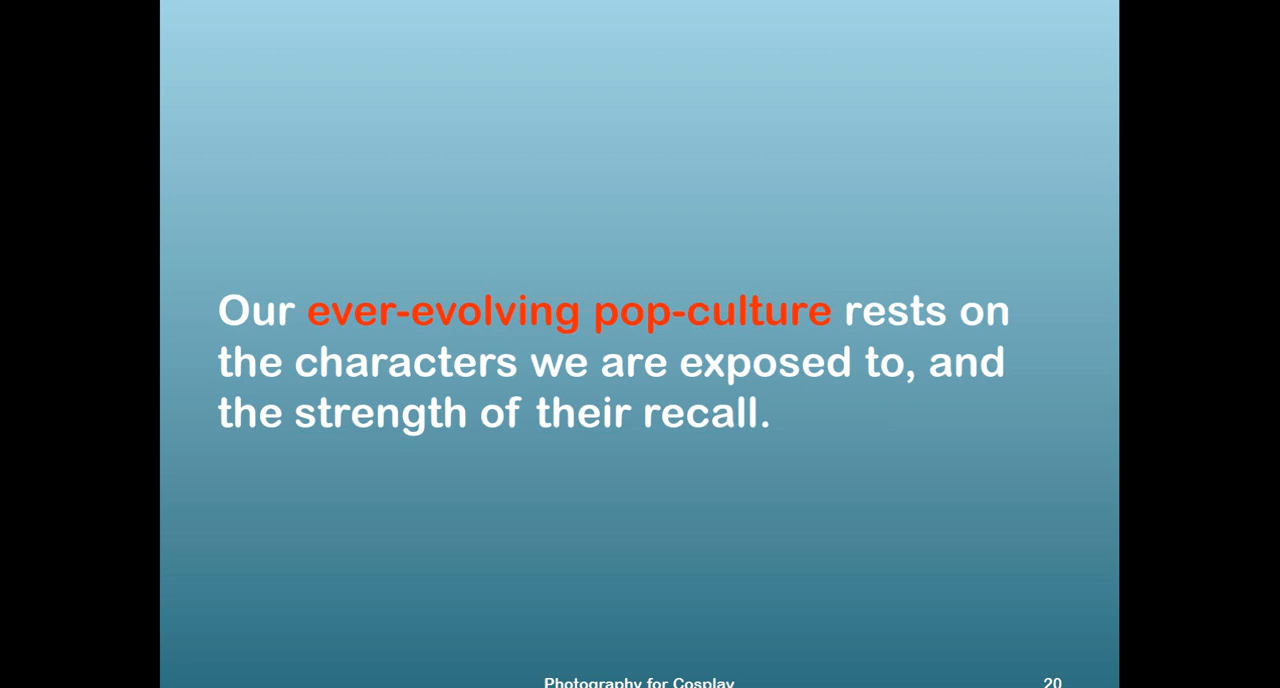 Our ever-evolving pop-culture rests on
the characters we are exposed to, and
the strength of their recall.
Photography for Cosplay
20